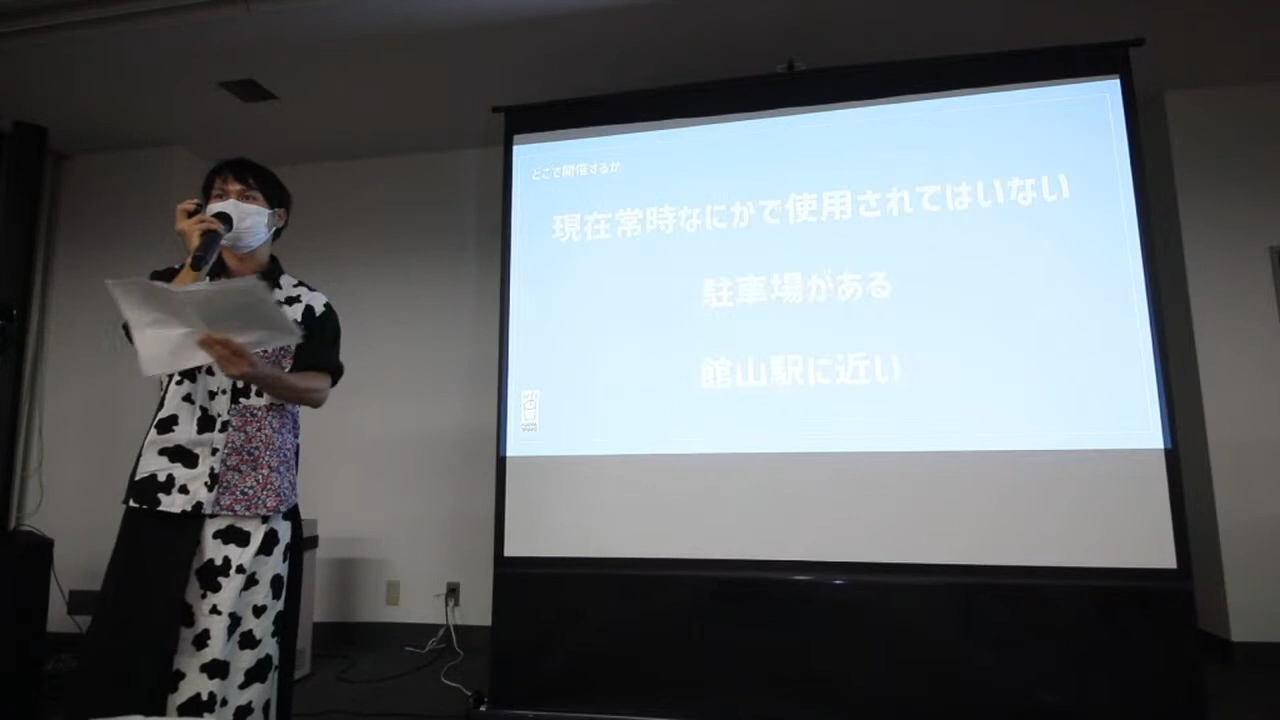 どこで開催するか
現在常時なにかで使用されてはいない
駐車場がある
館山駅に近い